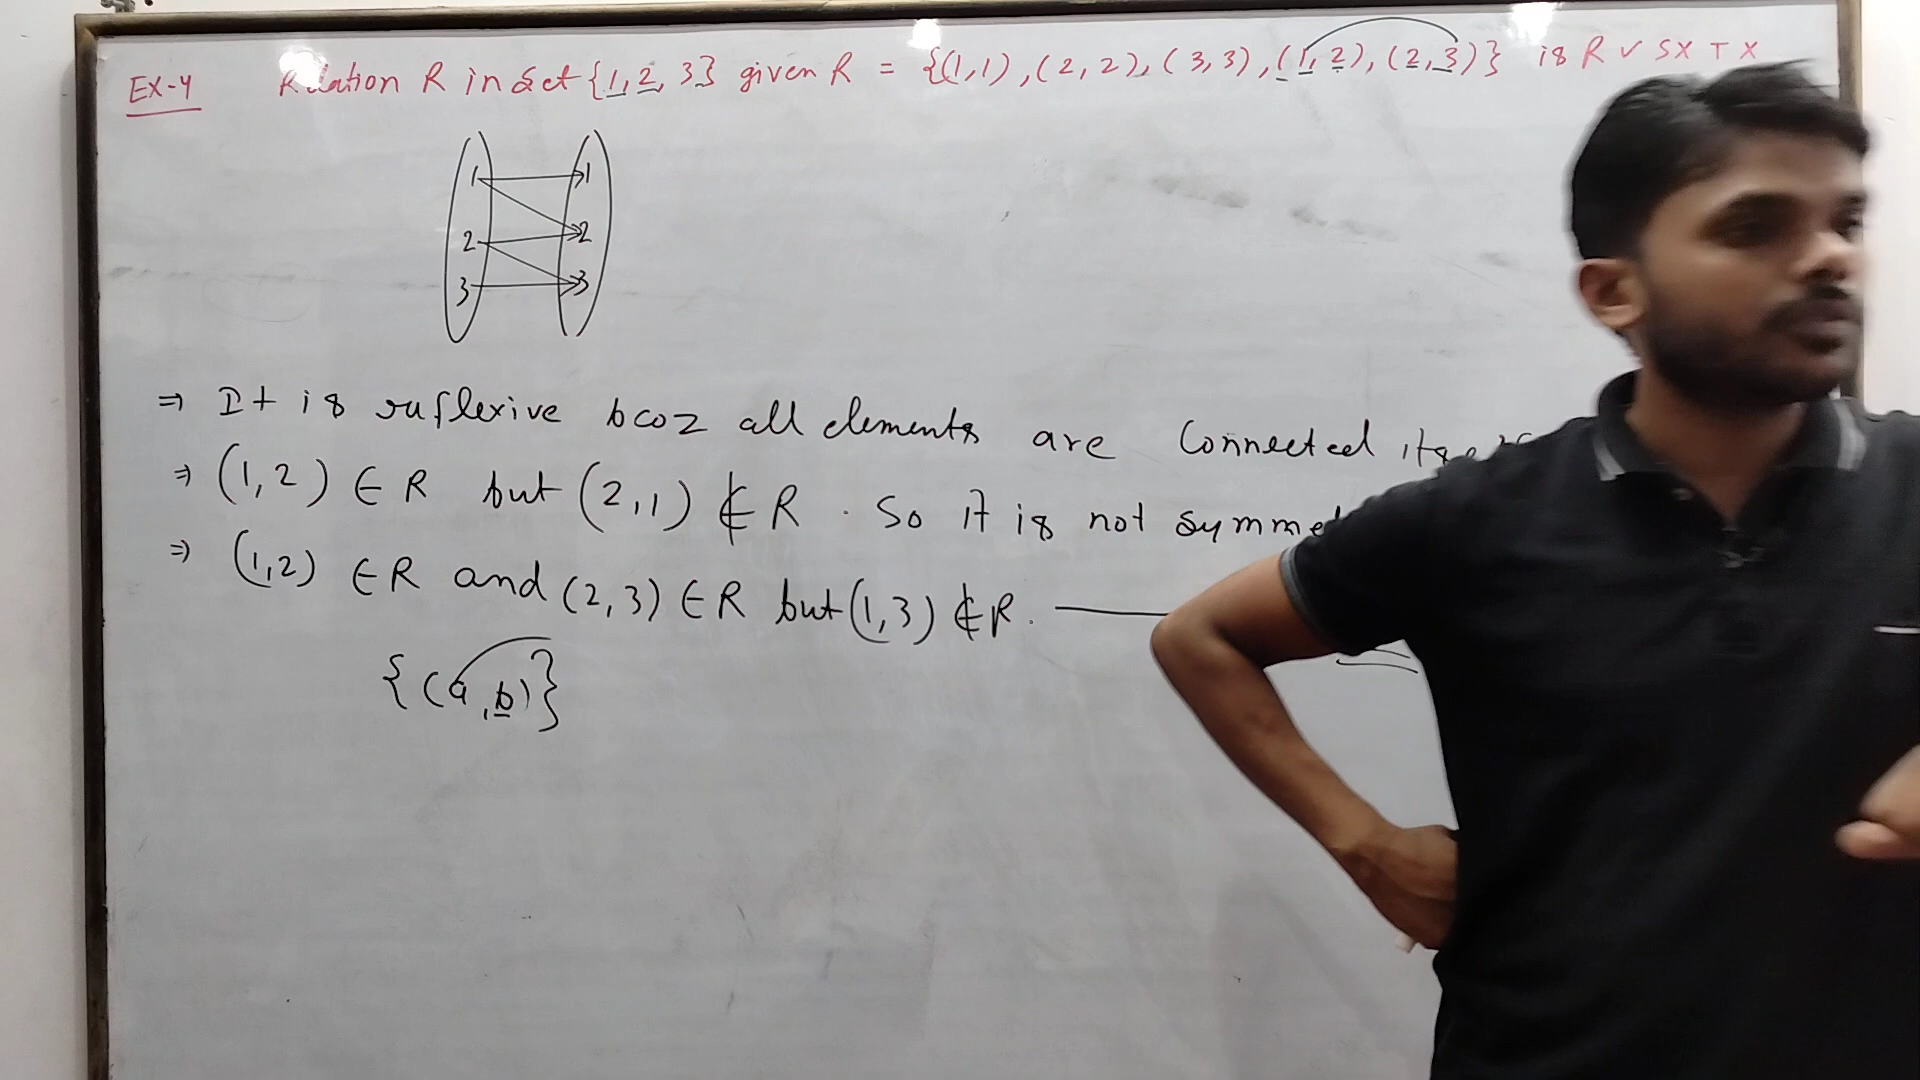 EX-4 Relation R in Set {1, 2, 3} given R = {(1,1), (2,2), (3,3), (1,2), (2,3)} is R ✓ S X T X
1 1
2 2
3 3
⇒ It is reflexive bcoz all elements are Connected
⇒ (1,2) ∈ R but (2,1) ∉ R . So it is not
⇒ (1,2) ∈ R and (2,3) ∈ R but (1,3) ∉ R.
{(a, b)}